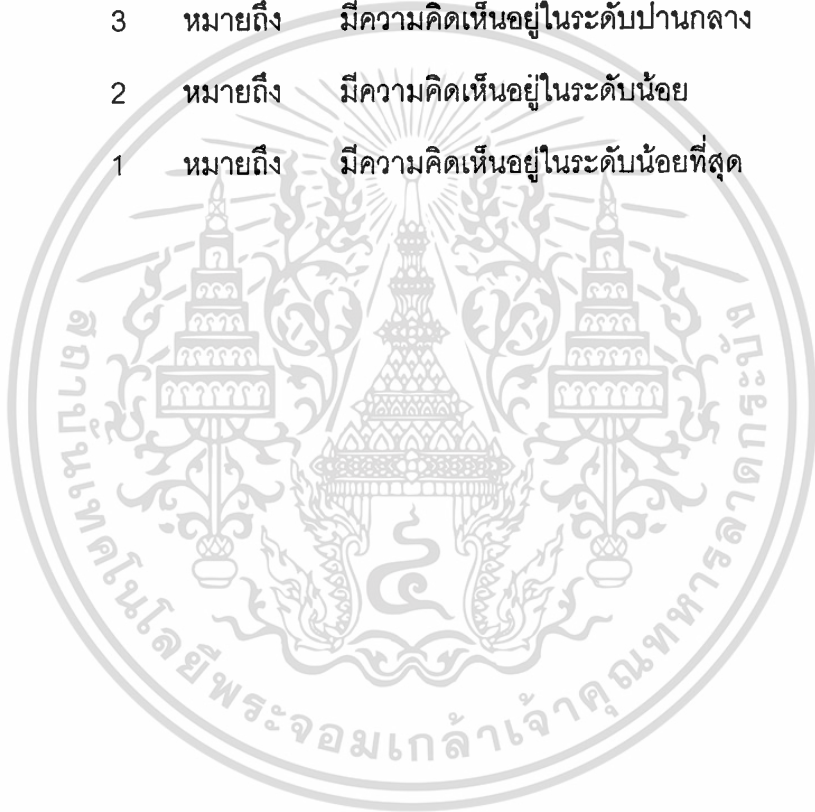 3 หมายถึง มีความคิดเห็นอยู่ในระดับปานกลาง
2 หมายถึง มีความคิดเห็นอยู่ในระดับน้อย
1 หมายถึง มีความคิดเห็นอยู่ในระดับน้อยที่สุด
สถาบันเทคโนโลยีพระจอมเกล้าเจ้าคุณทหารลาดกระบัง